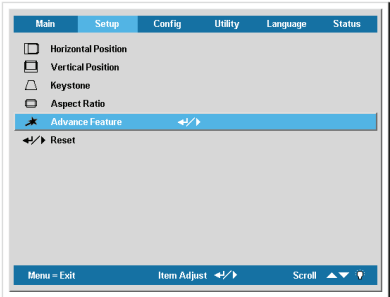 Main Setup Config Utility Language Status
Horizontal Position
Vertical Position
Keystone
Aspect Ratio
Advance Feature
Reset
Menu = Exit Item Adjust Scroll